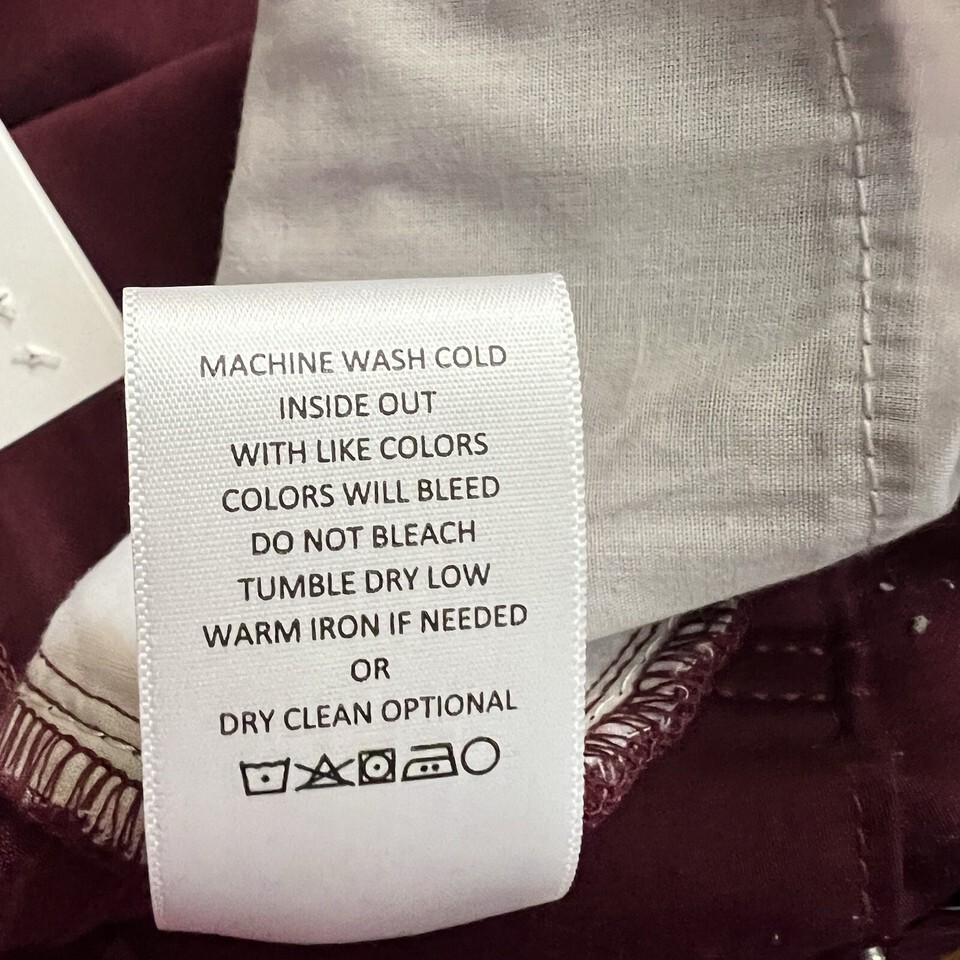 MACHINE WASH COLD
INSIDE OUT
WITH LIKE COLORS
COLORS WILL BLEED
DO NOT BLEACH
TUMBLE DRY LOW
WARM IRON IF NEEDED
OR
DRY CLEAN OPTIONAL